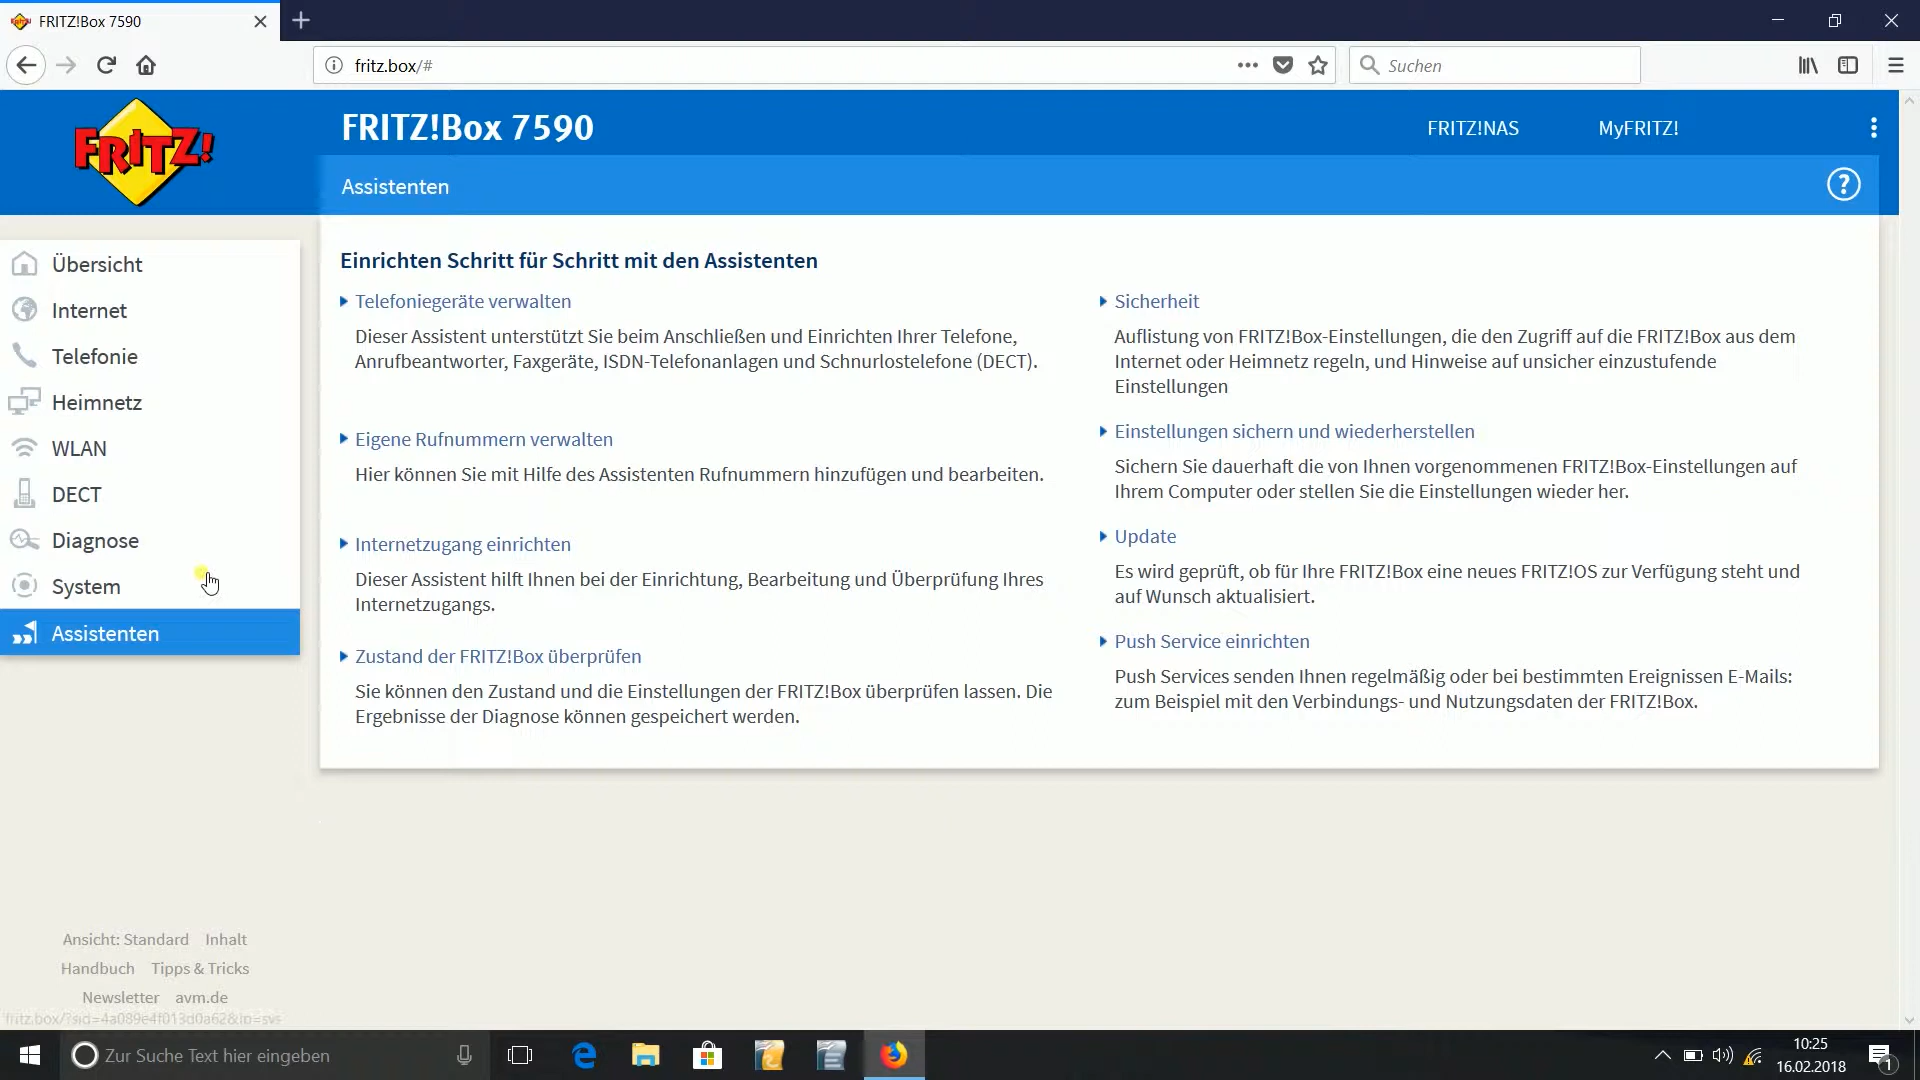 FRITZ!Box 7590
fritz.box/#
Suchen
FRITZ!
FRITZ!Box 7590
FRITZ!NAS
MyFRITZ!
Assistenten
?
Übersicht
Internet
Telefonie
Heimnetz
WLAN
DECT
Diagnose
System
Assistenten
Einrichten Schritt für Schritt mit den Assistenten
Telefoniegeräte verwalten
Dieser Assistent unterstützt Sie beim Anschließen und Einrichten Ihrer Telefone,
Anrufbeantworter, Faxgeräte, ISDN-Telefonanlagen und Schnurlostelefone (DECT).
Eigene Rufnummern verwalten
Hier können Sie mit Hilfe des Assistenten Rufnummern hinzufügen und bearbeiten.
Internetzugang einrichten
Dieser Assistent hilft Ihnen bei der Einrichtung, Bearbeitung und Überprüfung Ihres
Internetzugangs.
Zustand der FRITZ!Box überprüfen
Sie können den Zustand und die Einstellungen der FRITZ!Box überprüfen lassen. Die
Ergebnisse der Diagnose können gespeichert werden.
Sicherheit
Auflistung von FRITZ!Box-Einstellungen, die den Zugriff auf die FRITZ!Box aus dem
Internet oder Heimnetz regeln, und Hinweise auf unsicher einzustufende
Einstellungen
Einstellungen sichern und wiederherstellen
Sichern Sie dauerhaft die von Ihnen vorgenommenen FRITZ!Box-Einstellungen auf
Ihrem Computer oder stellen Sie die Einstellungen wieder her.
Update
Es wird geprüft, ob für Ihre FRITZ!Box eine neues FRITZ!OS zur Verfügung steht und
auf Wunsch aktualisiert.
Push Service einrichten
Push Services senden Ihnen regelmäßig oder bei bestimmten Ereignissen E-Mails:
zum Beispiel mit den Verbindungs- und Nutzungsdaten der FRITZ!Box.
Ansicht: Standard Inhalt
Handbuch Tipps & Tricks
Newsletter avm.de
Zur Suche Text hier eingeben
10:25
16.02.2018
1